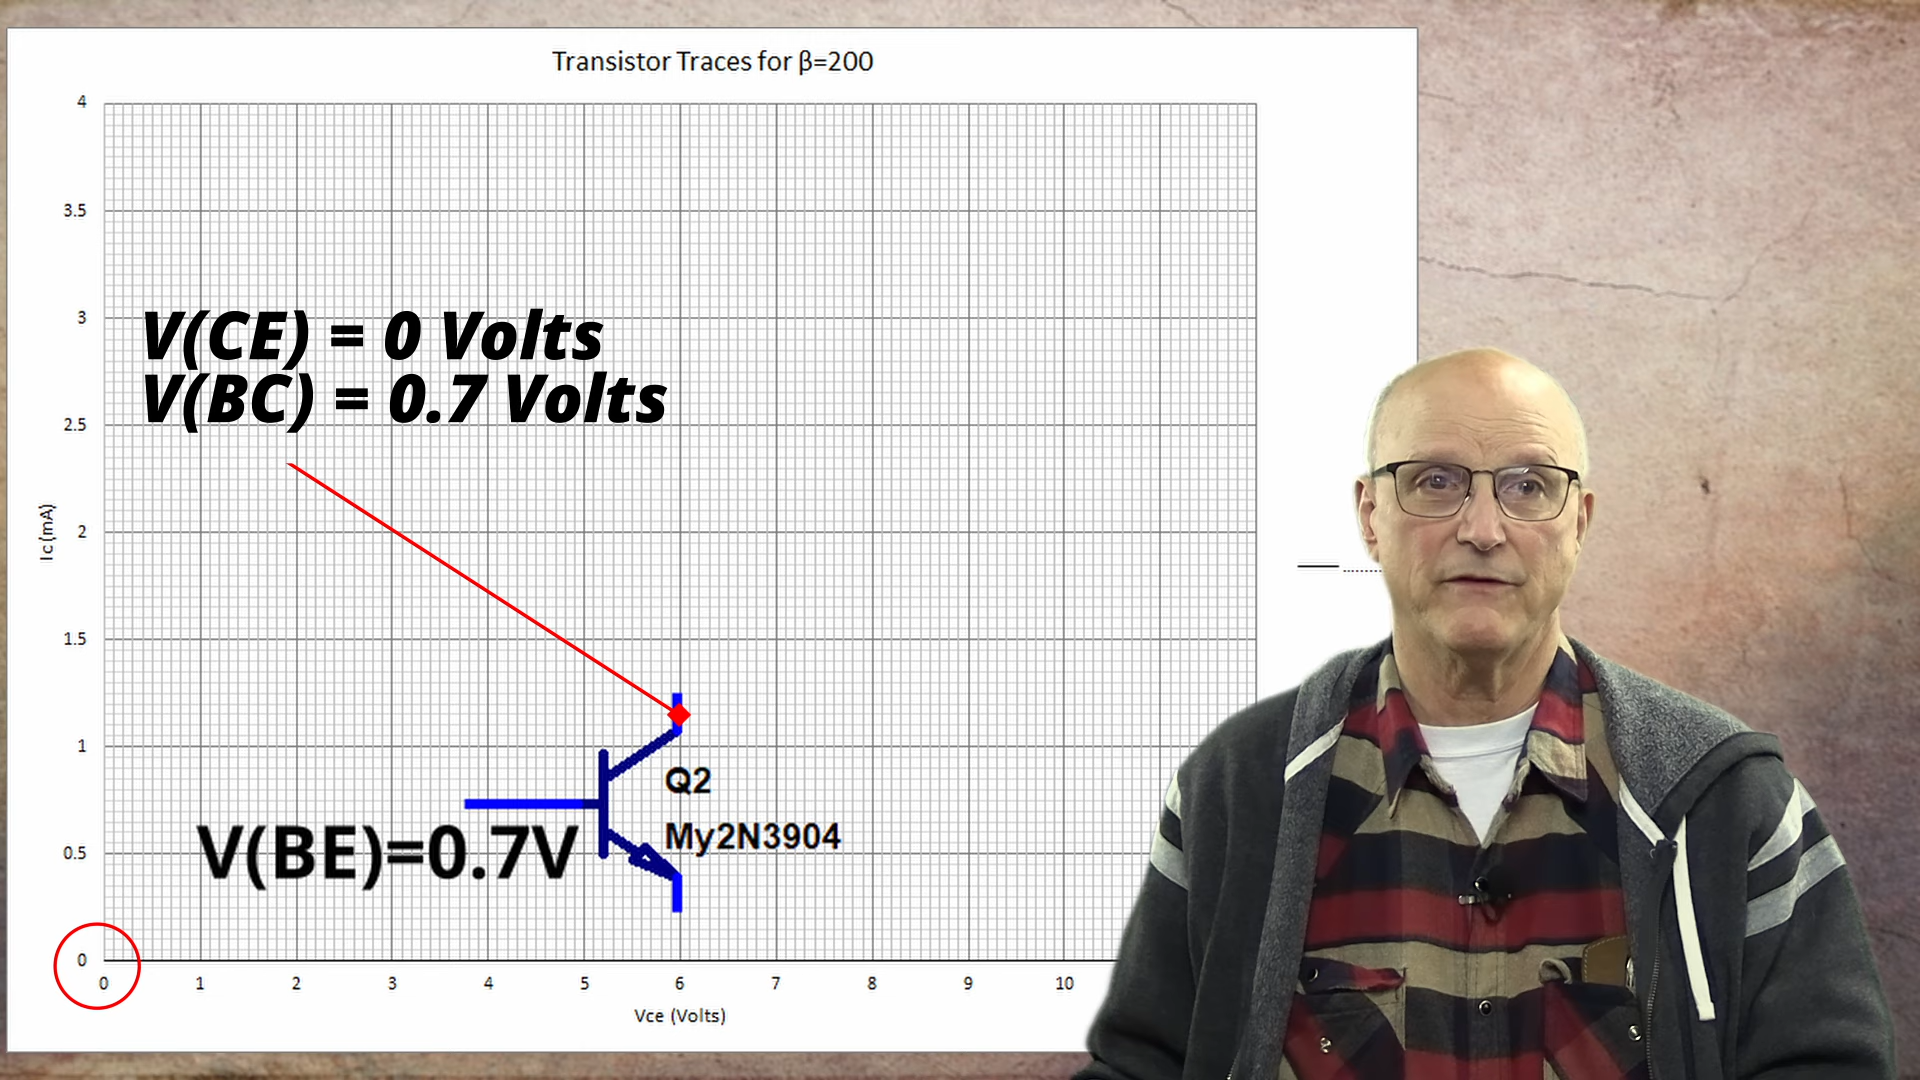 Transistor Traces for β=200
4
3.5
3
2.5
2
1.5
1
0.5
0
Ic (mA)
V(CE) = 0 Volts
V(BC) = 0.7 Volts
Q2
My2N3904
V(BE)=0.7V
0 1 2 3 4 5 6 7 8 9 10
Vce (Volts)